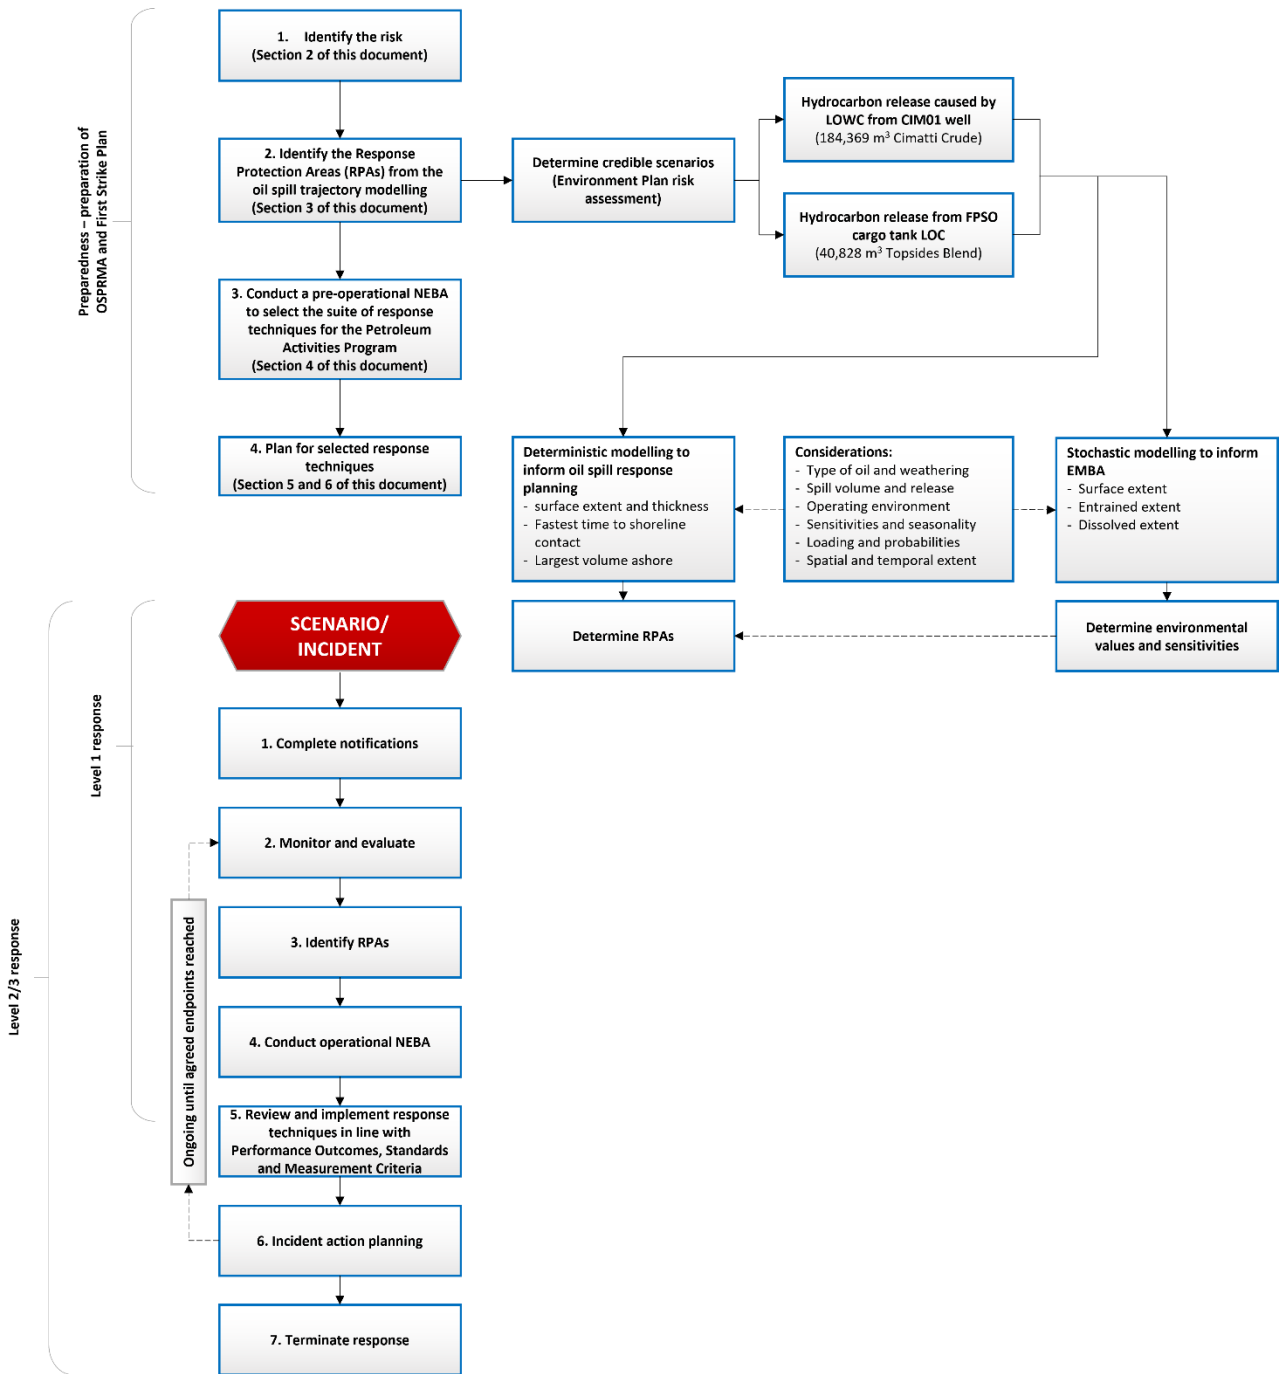 Preparedness – preparation of
OSPRMA and First Strike Plan
1. Identify the risk
(Section 2 of this document)
2. Identify the Response
Protection Areas (RPAs) from the
oil spill trajectory modelling
(Section 3 of this document)
3. Conduct a pre-operational NEBA
to select the suite of response
techniques for the Petroleum
Activities Program
(Section 4 of this document)
4. Plan for selected response
techniques
(Section 5 and 6 of this document)
Determine credible scenarios
(Environment Plan risk
assessment)
Hydrocarbon release caused by
LOWC from CIM01 well
(184,369 m³ Cimatti Crude)
Hydrocarbon release from FPSO
cargo tank LOC
(40,828 m³ Topsides Blend)
Deterministic modelling to
inform oil spill response
planning
- surface extent and thickness
- Fastest time to shoreline
contact
- Largest volume ashore
Considerations:
- Type of oil and weathering
- Spill volume and release
- Operating environment
- Sensitivities and seasonality
- Loading and probabilities
- Spatial and temporal extent
Stochastic modelling to inform
EMBA
- Surface extent
- Entrained extent
- Dissolved extent
Determine RPAs
Determine environmental
values and sensitivities
Level 2/3 response
Level 1 response
SCENARIO/
INCIDENT
1. Complete notifications
2. Monitor and evaluate
3. Identify RPAs
4. Conduct operational NEBA
5. Review and implement response
techniques in line with
Performance Outcomes, Standards
and Measurement Criteria
6. Incident action planning
7. Terminate response
Ongoing until agreed endpoints reached